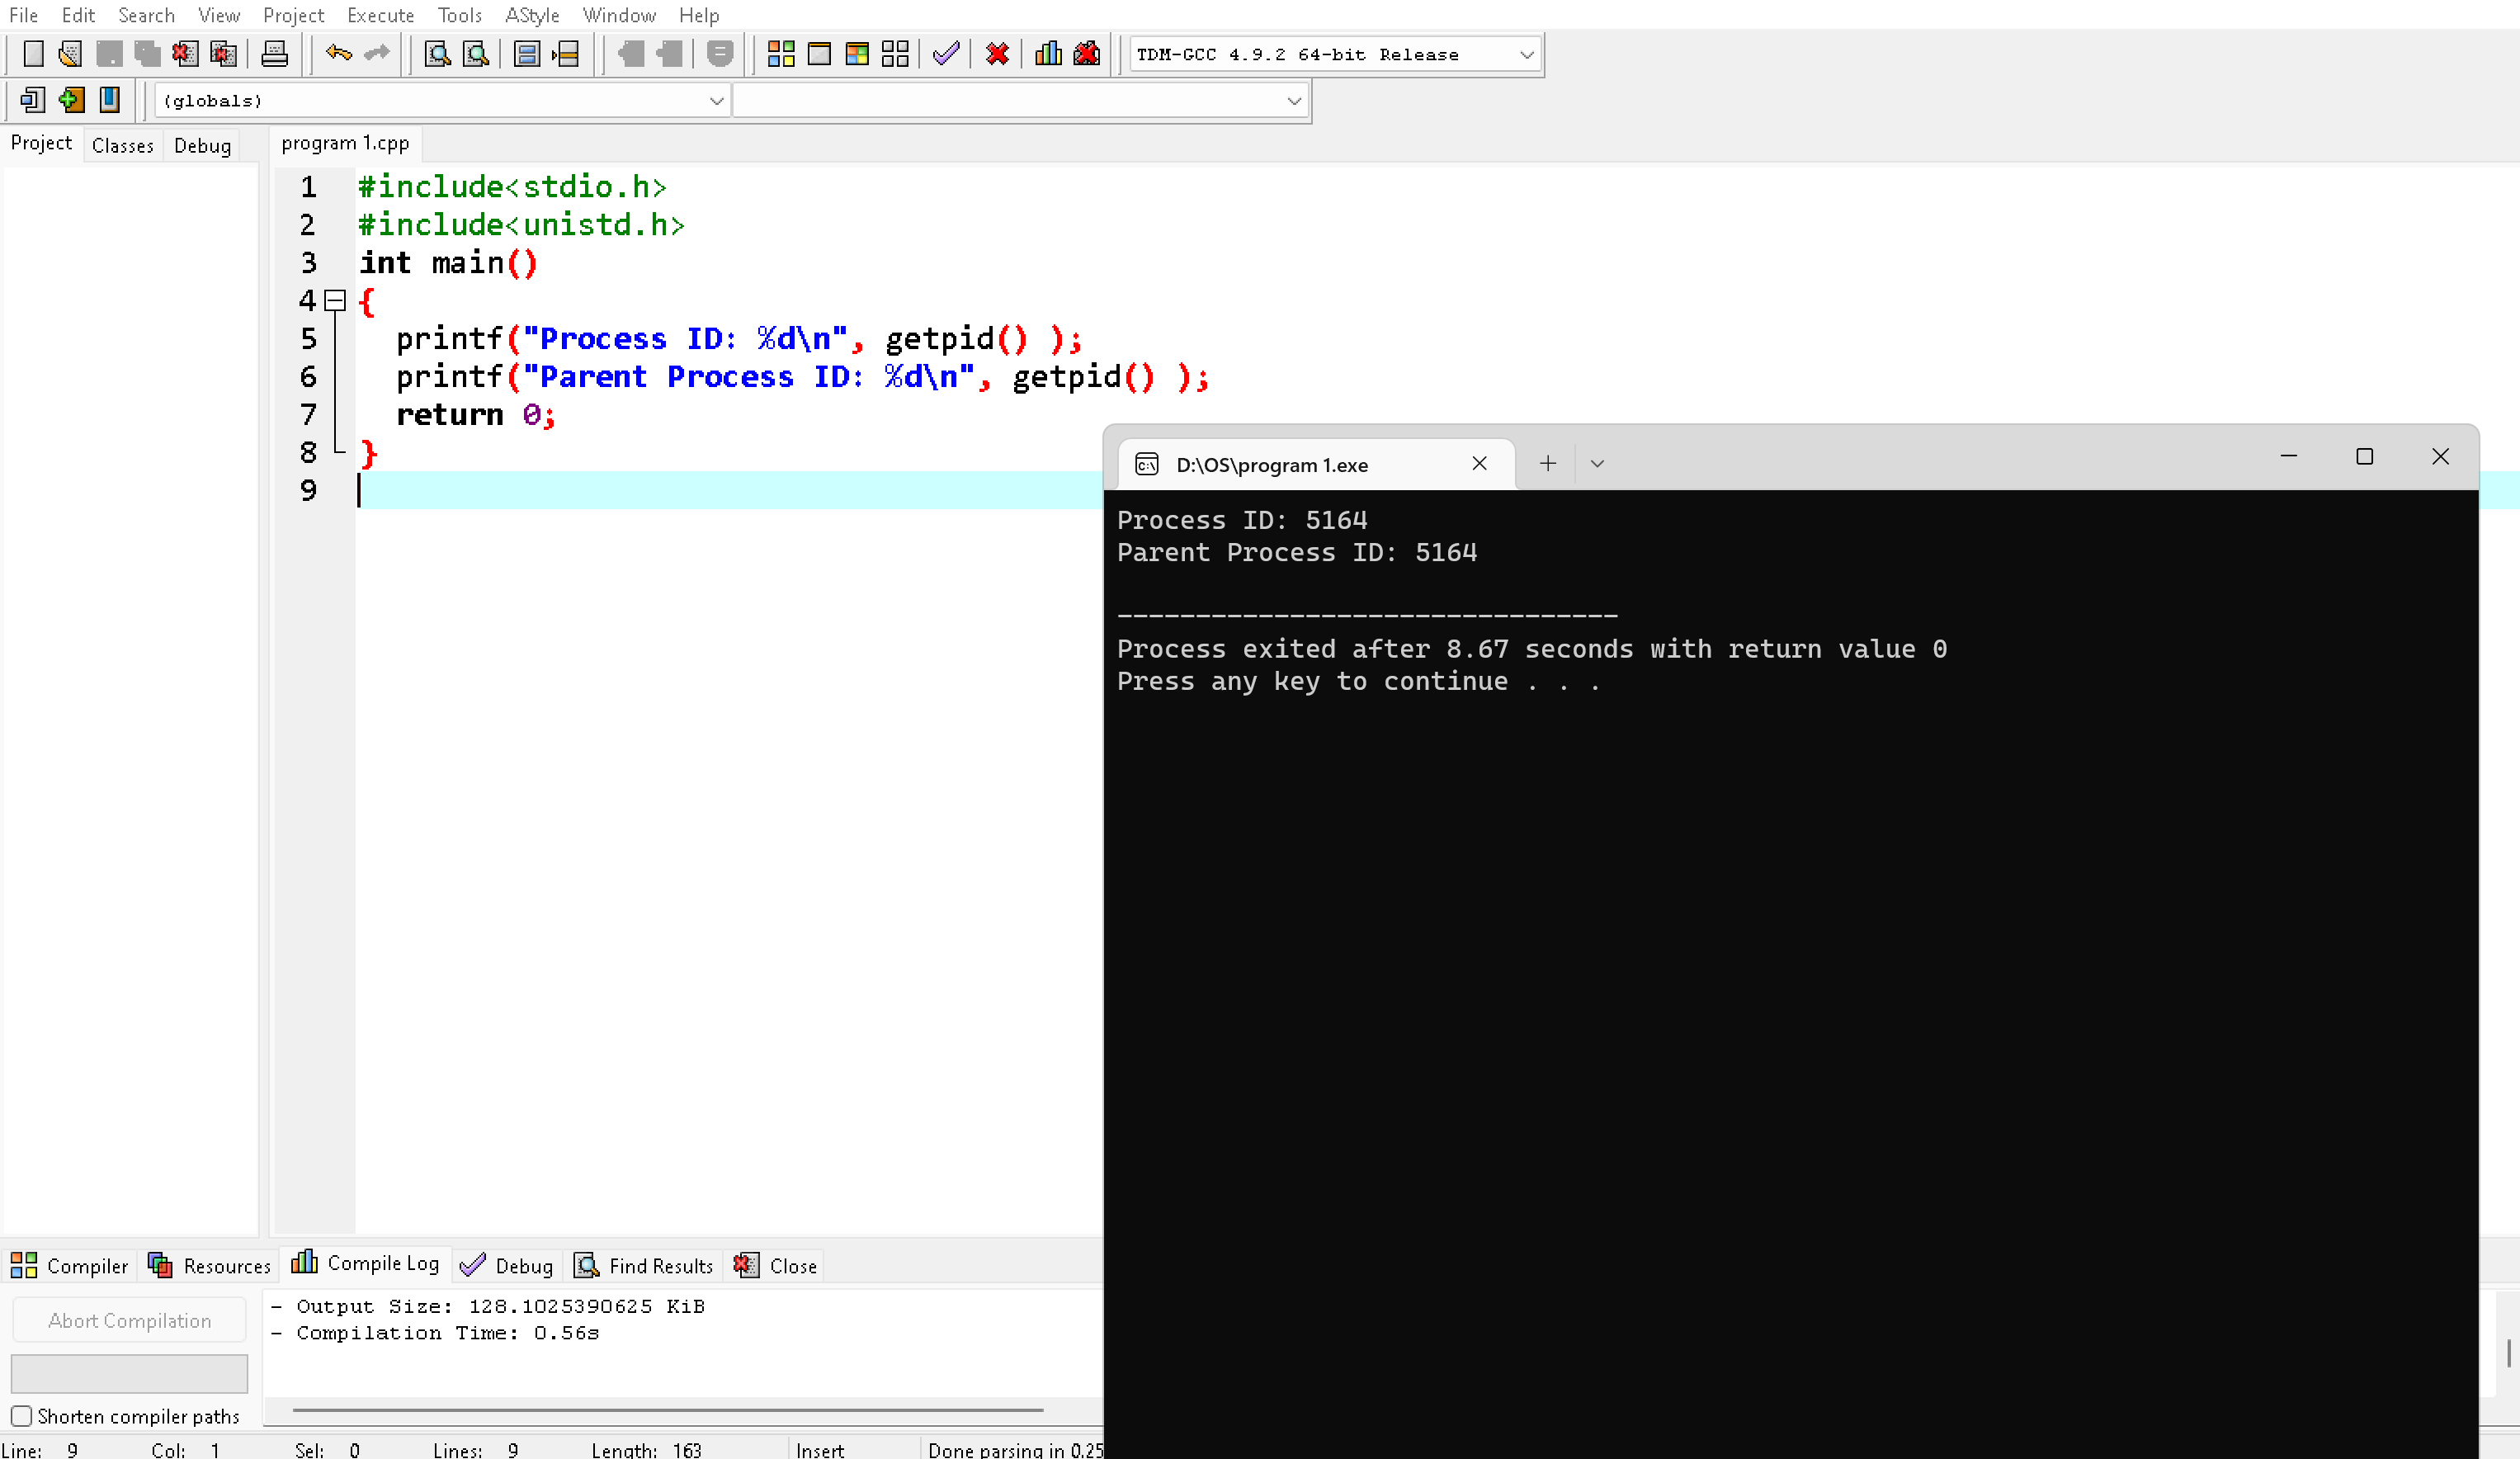 File Edit Search View Project Execute Tools AStyle Window Help
TDM-GCC 4.9.2 64-bit Release
(globals)
Project Classes Debug program 1.cpp
1 #include<stdio.h>
2 #include<unistd.h>
3 int main()
4 {
5 printf("Process ID: %d\n", getpid() );
6 printf("Parent Process ID: %d\n", getpid() );
7 return 0;
8 }
9
D:\OS\program 1.exe
Process ID: 5164
Parent Process ID: 5164
--------------------------------
Process exited after 8.67 seconds with return value 0
Press any key to continue . . .
Compiler Resources Compile Log Debug Find Results Close
Abort Compilation
Shorten compiler paths
- Output Size: 128.1025390625 KiB
- Compilation Time: 0.56s
Line: 9 Col: 1 Sel: 0 Lines: 9 Length: 163 Insert Done parsing in 0.25